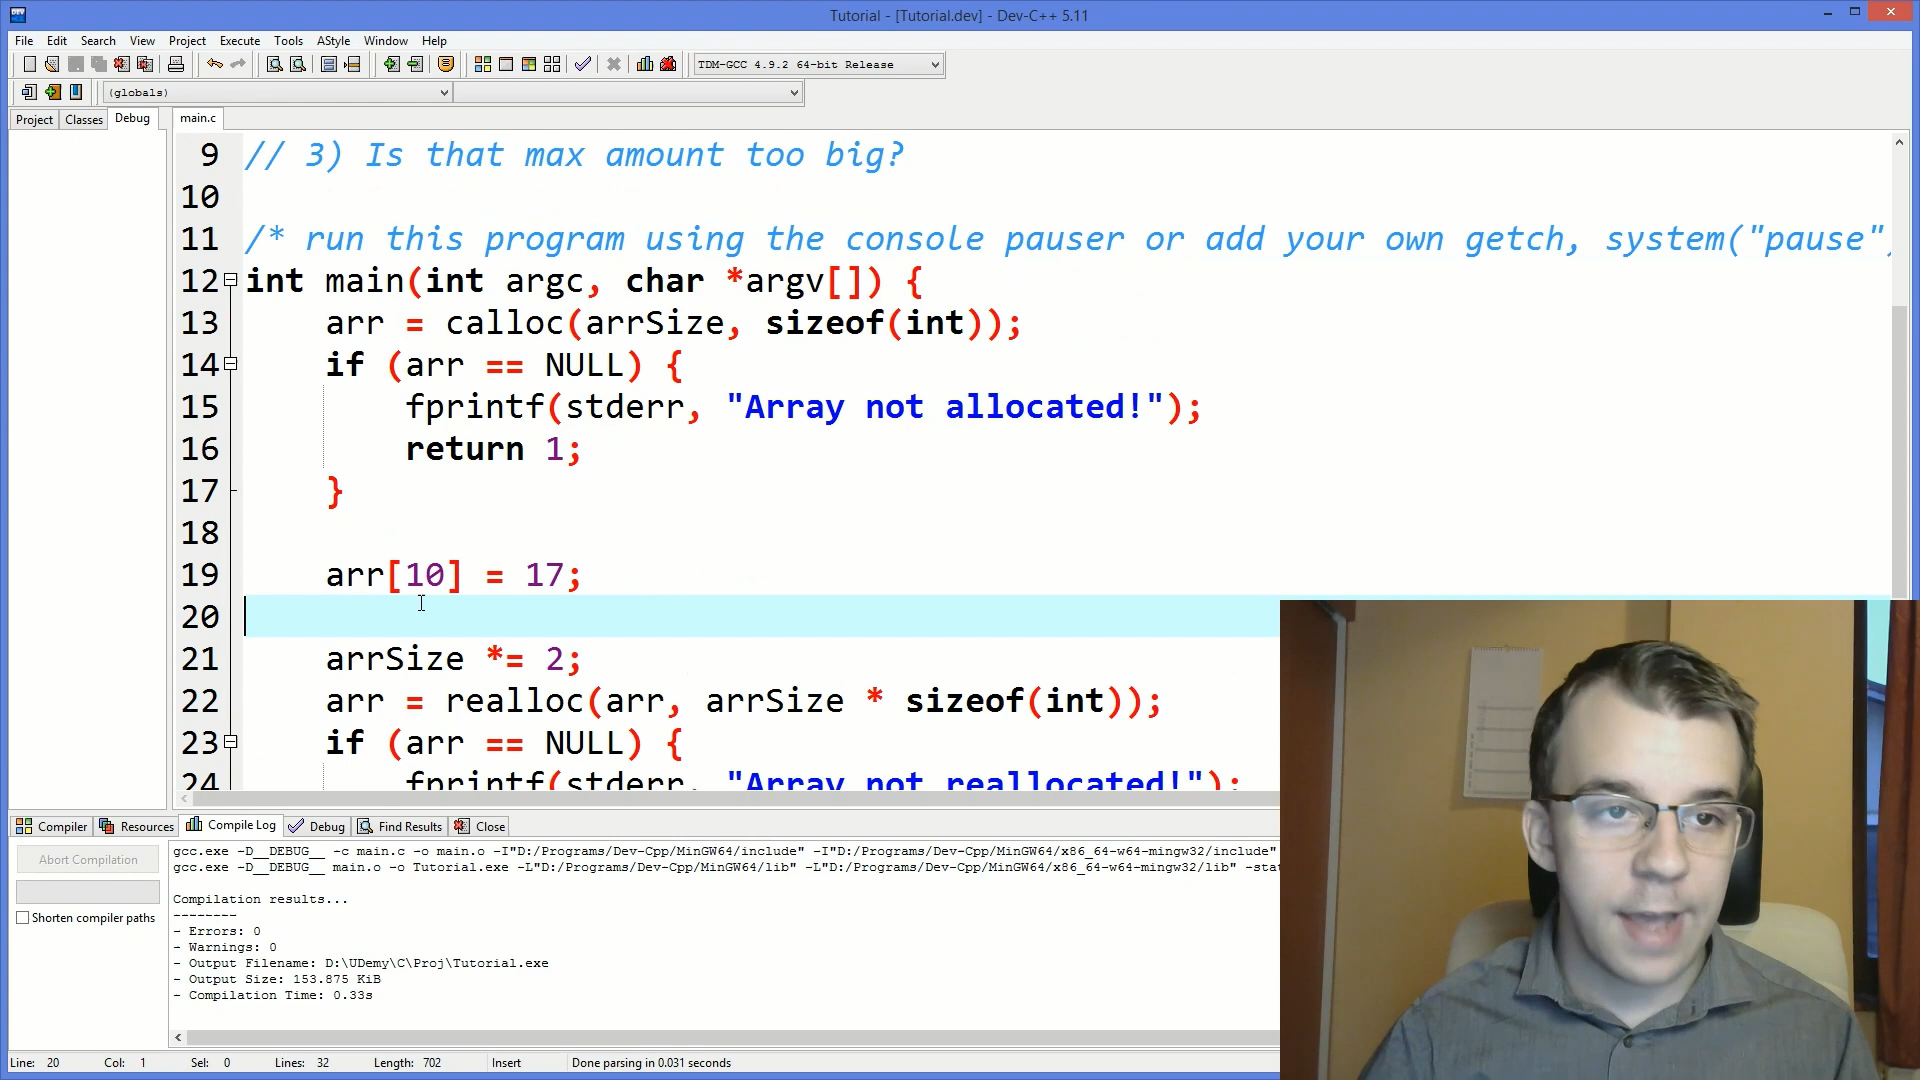 Tutorial - [Tutorial.dev] - Dev-C++ 5.11
File Edit Search View Project Execute Tools AStyle Window Help
TDM-GCC 4.9.2 64-bit Release
(globals)
Project Classes Debug
main.c
9 // 3) Is that max amount too big?
10
11 /* run this program using the console pauser or add your own getch, system("pause")
12 int main(int argc, char *argv[]) {
13 arr = calloc(arrSize, sizeof(int));
14 if (arr == NULL) {
15 fprintf(stderr, "Array not allocated!");
16 return 1;
17 }
18
19 arr[10] = 17;
20
21 arrSize *= 2;
22 arr = realloc(arr, arrSize * sizeof(int));
23 if (arr == NULL) {
24 fprintf(stderr, "Array not reallocated!");
Compiler Resources Compile Log Debug Find Results Close
Abort Compilation
Shorten compiler paths
gcc.exe -D__DEBUG__ -c main.c -o main.o -I"D:/Programs/Dev-Cpp/MinGW64/include" -I"D:/Programs/Dev-Cpp/MinGW64/x86_64-w64-mingw32/include"
gcc.exe -D__DEBUG__ main.o -o Tutorial.exe -L"D:/Programs/Dev-Cpp/MinGW64/lib" -L"D:/Programs/Dev-Cpp/MinGW64/x86_64-w64-mingw32/lib" -sta
Compilation results...
--------
- Errors: 0
- Warnings: 0
- Output Filename: D:\UDemy\C\Proj\Tutorial.exe
- Output Size: 153.875 KiB
- Compilation Time: 0.33s
Line: 20 Col: 1 Sel: 0 Lines: 32 Length: 702 Insert Done parsing in 0.031 seconds